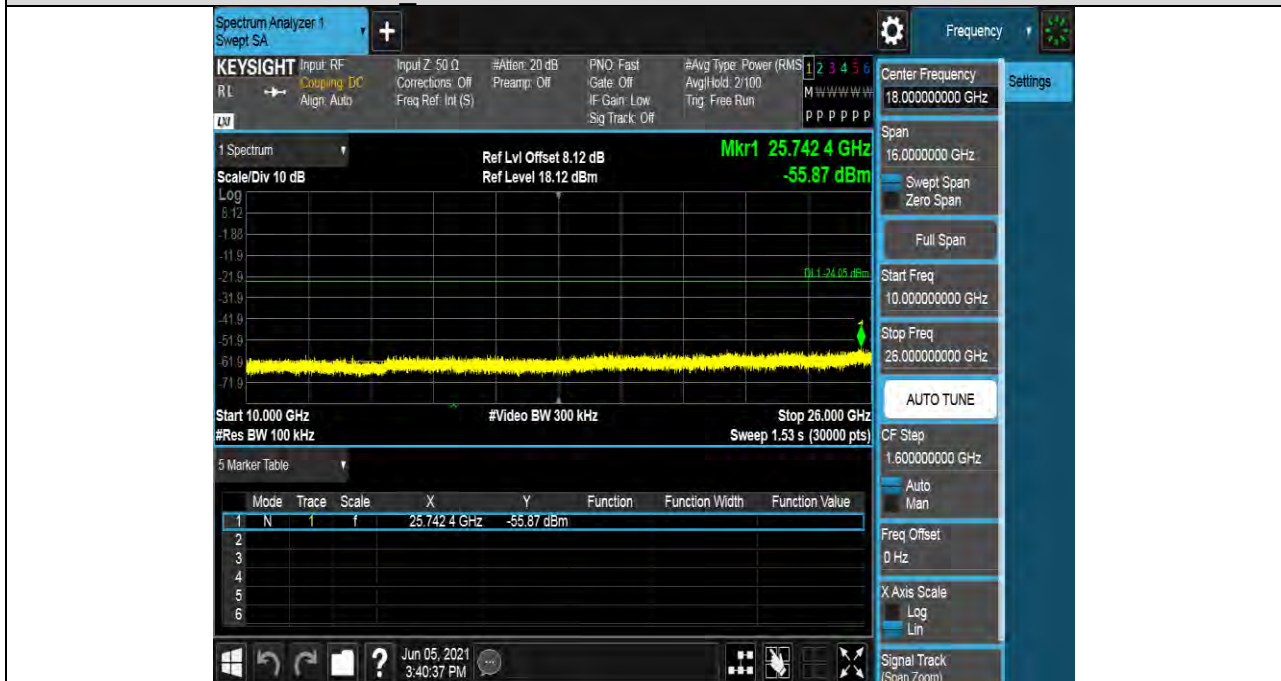 Spectrum Analyzer 1
Swept SA
+
Frequency
KEYSIGHT
RL
LXI
Input: RF
Coupling: DC
Align: Auto
Input Z: 50 Ω
Corrections: Off
Freq Ref: Int (S)
#Atten: 20 dB
Preamp: Off
PNO: Fast
Gate: Off
IF Gain: Low
Sig Track: Off
#Avg Type: Power (RMS
Avg|Hold: 2/100
Trig: Free Run
1 2 3 4 5 6
M W W W W W
P P P P P P
1 Spectrum
Scale/Div 10 dB
Ref Lvl Offset 8.12 dB
Ref Level 18.12 dBm
Mkr1 25.742 4 GHz
-55.87 dBm
Log
8.12
-1.88
-11.9
-21.9
-31.9
-41.9
-51.9
-61.9
-71.9
DL1 -24.05 dBm
1
Start 10.000 GHz
#Res BW 100 kHz
#Video BW 300 kHz
Stop 26.000 GHz
Sweep 1.53 s (30000 pts)
5 Marker Table
Mode Trace Scale X Y Function Function Width Function Value
1 N 1 f 25.742 4 GHz -55.87 dBm
2
3
4
5
6
?
Jun 05, 2021
3:40:37 PM
Center Frequency
18.000000000 GHz
Settings
Span
16.0000000 GHz
Swept Span
Zero Span
Full Span
Start Freq
10.000000000 GHz
Stop Freq
26.000000000 GHz
AUTO TUNE
CF Step
1.600000000 GHz
Auto
Man
Freq Offset
0 Hz
X Axis Scale
Log
Lin
Signal Track
(Span Zoom)